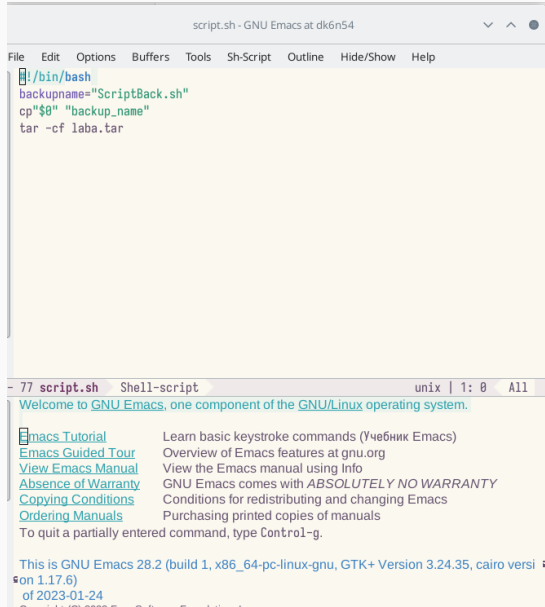 script.sh - GNU Emacs at dk6n54
File Edit Options Buffers Tools Sh-Script Outline Hide/Show Help
#!/bin/bash
backupname="ScriptBack.sh"
cp"$0" "backup_name"
tar -cf laba.tar
- 77 script.sh Shell-script unix | 1: 0 All
Welcome to GNU Emacs, one component of the GNU/Linux operating system.
Emacs Tutorial Learn basic keystroke commands (Учебник Emacs)
Emacs Guided Tour Overview of Emacs features at gnu.org
View Emacs Manual View the Emacs manual using Info
Absence of Warranty GNU Emacs comes with ABSOLUTELY NO WARRANTY
Copying Conditions Conditions for redistributing and changing Emacs
Ordering Manuals Purchasing printed copies of manuals
To quit a partially entered command, type Control-g.
This is GNU Emacs 28.2 (build 1, x86_64-pc-linux-gnu, GTK+ Version 3.24.35, cairo versi
on 1.17.6)
of 2023-01-24